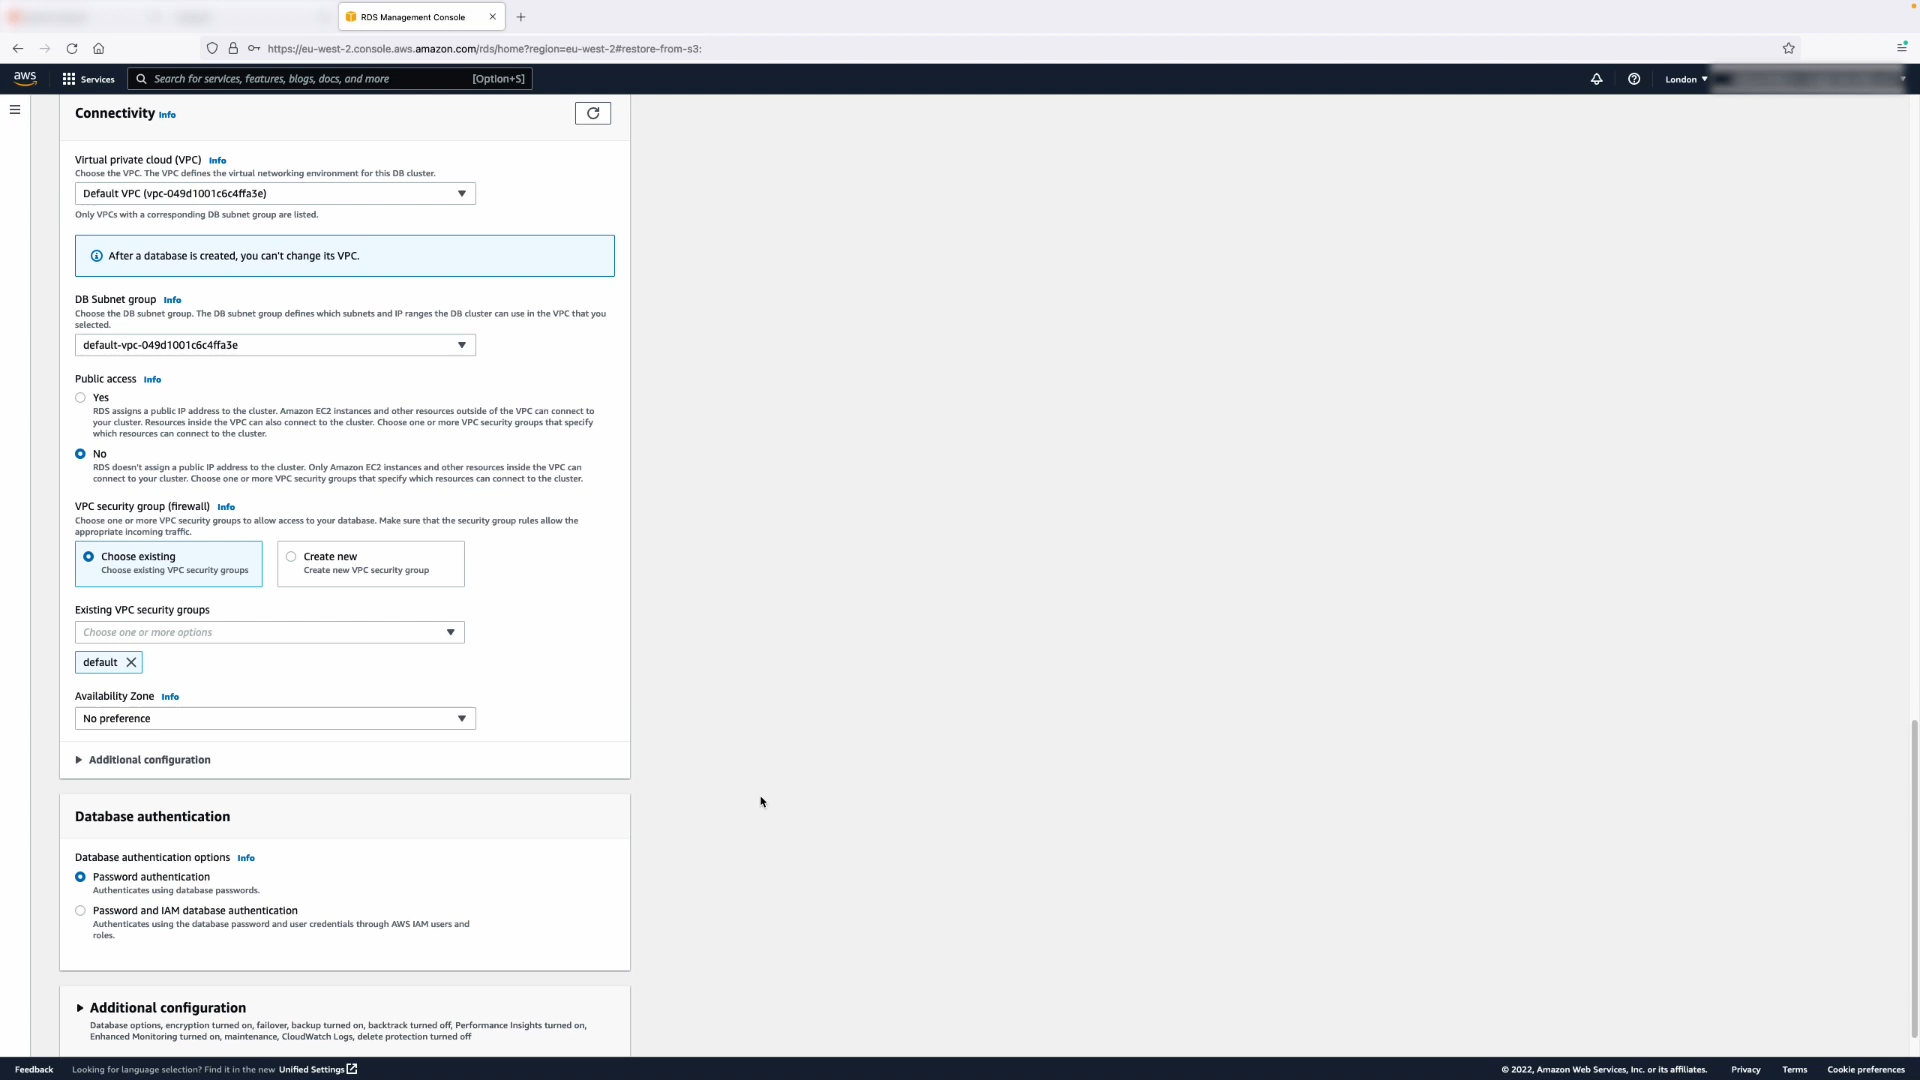 RDS Management Console
https://eu-west-2.console.aws.amazon.com/rds/home?region=eu-west-2#restore-from-s3:
aws
Services
Search for services, features, blogs, docs, and more
[Option+S]
London
Connectivity Info
Virtual private cloud (VPC) Info
Choose the VPC. The VPC defines the virtual networking environment for this DB cluster.
Default VPC (vpc-049d1001c6c4ffa3e)
Only VPCs with a corresponding DB subnet group are listed.
After a database is created, you can't change its VPC.
DB Subnet group Info
Choose the DB subnet group. The DB subnet group defines which subnets and IP ranges the DB cluster can use in the VPC that you
selected.
default-vpc-049d1001c6c4ffa3e
Public access Info
Yes
RDS assigns a public IP address to the cluster. Amazon EC2 instances and other resources outside of the VPC can connect to
your cluster. Resources inside the VPC can also connect to the cluster. Choose one or more VPC security groups that specify
which resources can connect to the cluster.
No
RDS doesn't assign a public IP address to the cluster. Only Amazon EC2 instances and other resources inside the VPC can
connect to your cluster. Choose one or more VPC security groups that specify which resources can connect to the cluster.
VPC security group (firewall) Info
Choose one or more VPC security groups to allow access to your database. Make sure that the security group rules allow the
appropriate incoming traffic.
Choose existing
Choose existing VPC security groups
Create new
Create new VPC security group
Existing VPC security groups
Choose one or more options
default
Availability Zone Info
No preference
Additional configuration
Database authentication
Database authentication options Info
Password authentication
Authenticates using database passwords.
Password and IAM database authentication
Authenticates using the database password and user credentials through AWS IAM users and
roles.
Additional configuration
Database options, encryption turned on, failover, backup turned on, backtrack turned off, Performance Insights turned on,
Enhanced Monitoring turned on, maintenance, CloudWatch Logs, delete protection turned off
Feedback
Looking for language selection? Find it in the new Unified Settings
© 2022, Amazon Web Services, Inc. or its affiliates.
Privacy
Terms
Cookie preferences